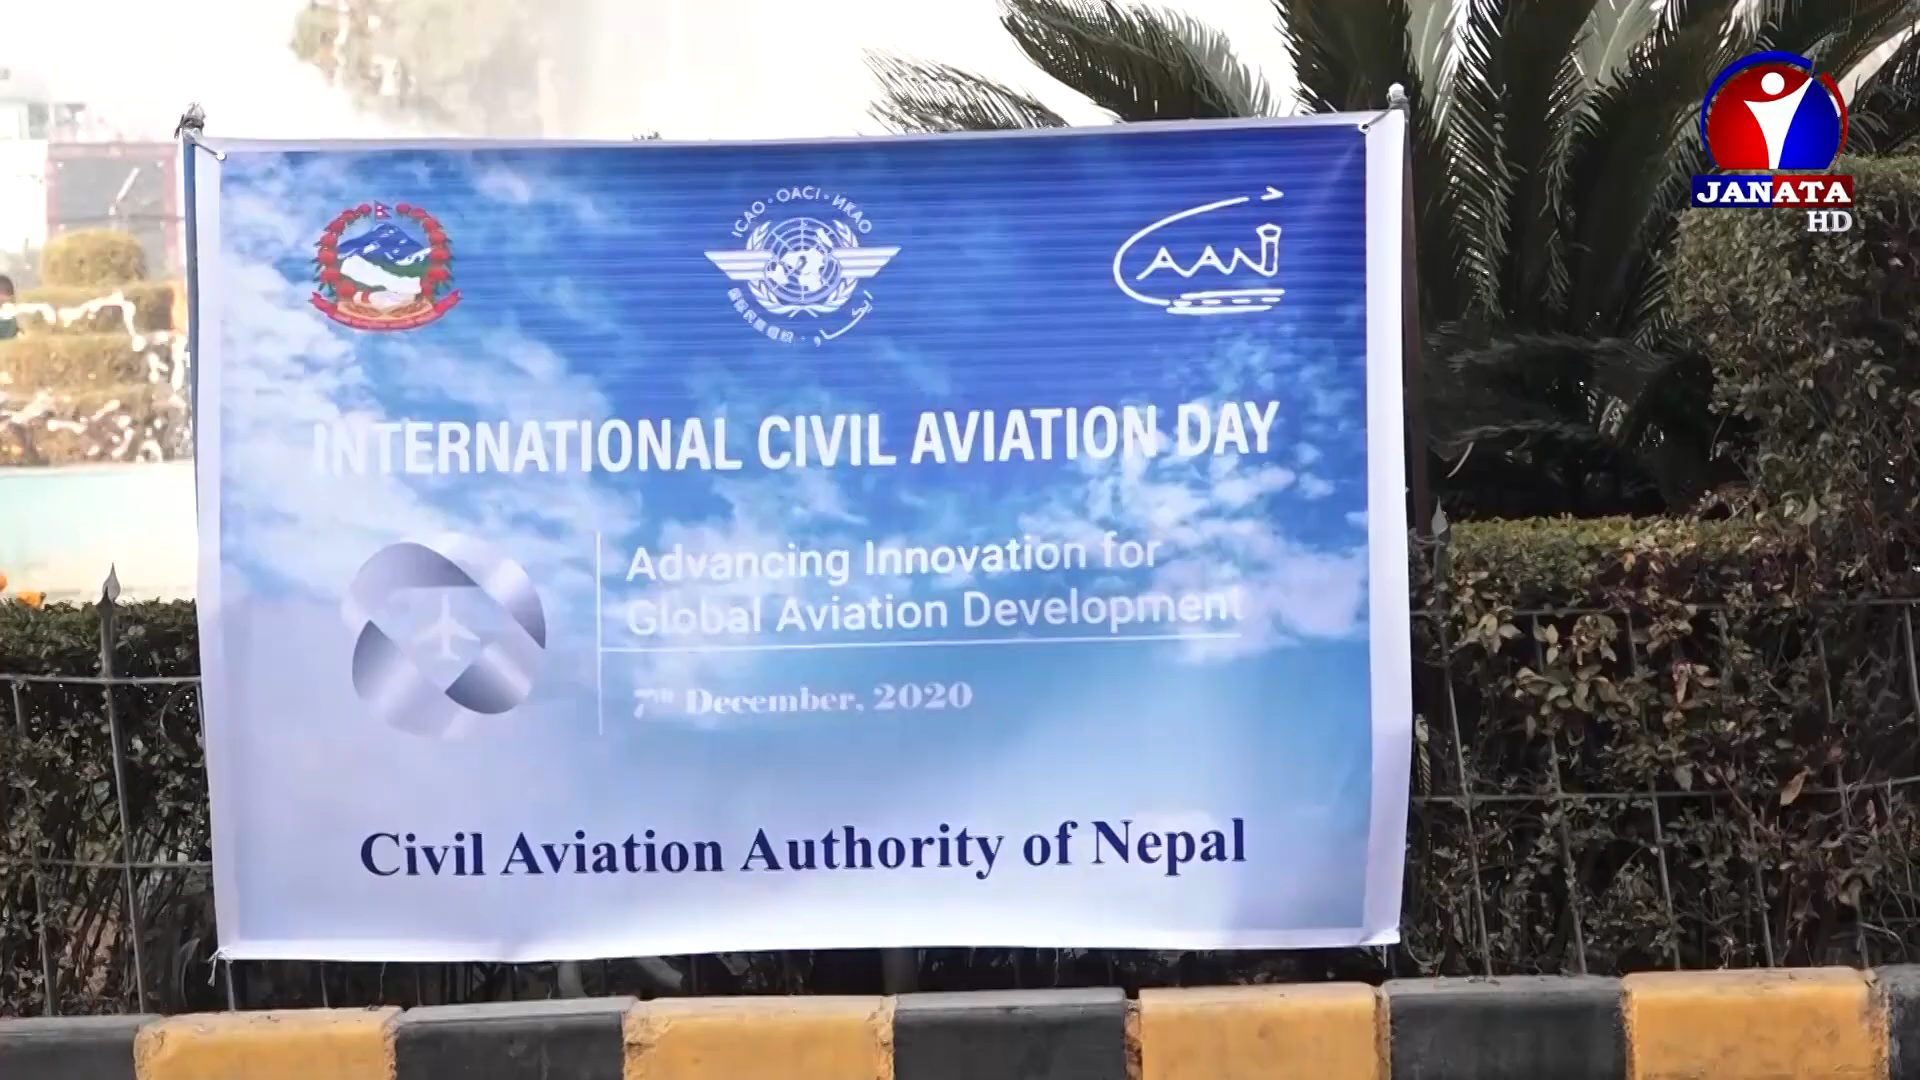 JANATA
HD
ICAO · OACI · ИКАО
CAAN
INTERNATIONAL CIVIL AVIATION DAY
Advancing Innovation for
Global Aviation Development
7th December, 2020
Civil Aviation Authority of Nepal